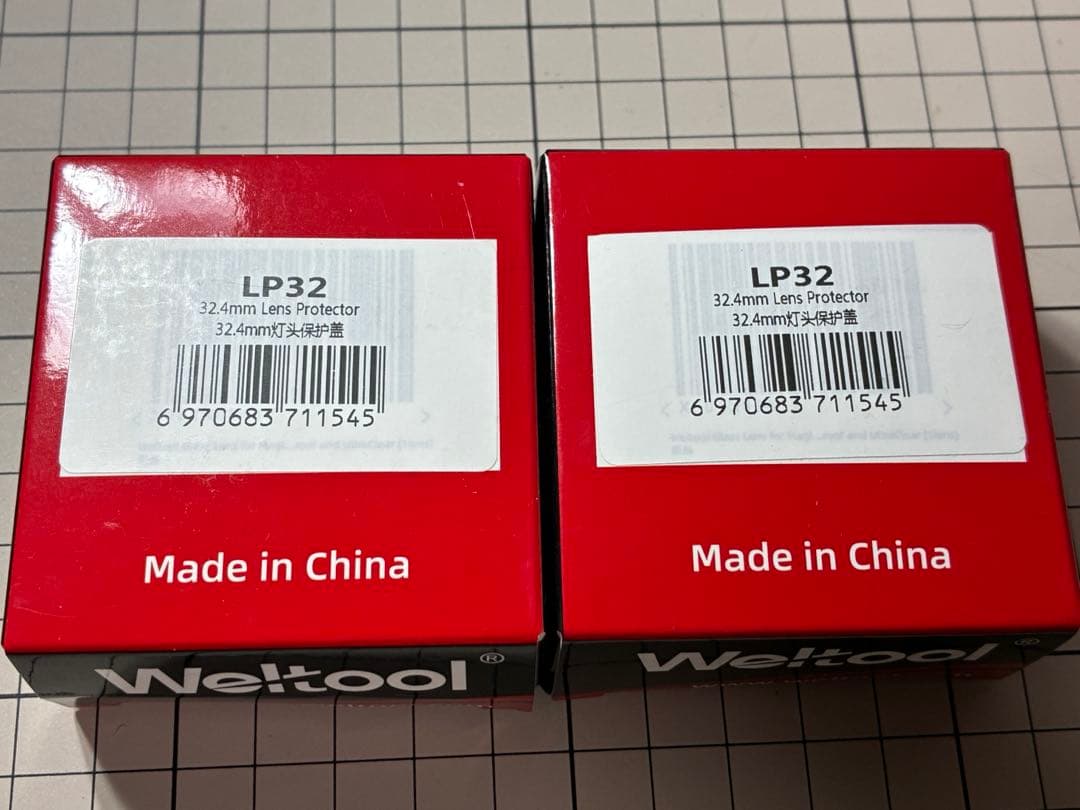 LP32
32.4mm Lens Protector
32.4mm灯头保护盖
6 970683 711545
Made in China
Weltool®
LP32
32.4mm Lens Protector
32.4mm灯头保护盖
6 970683 711545
Made in China
Weltool®